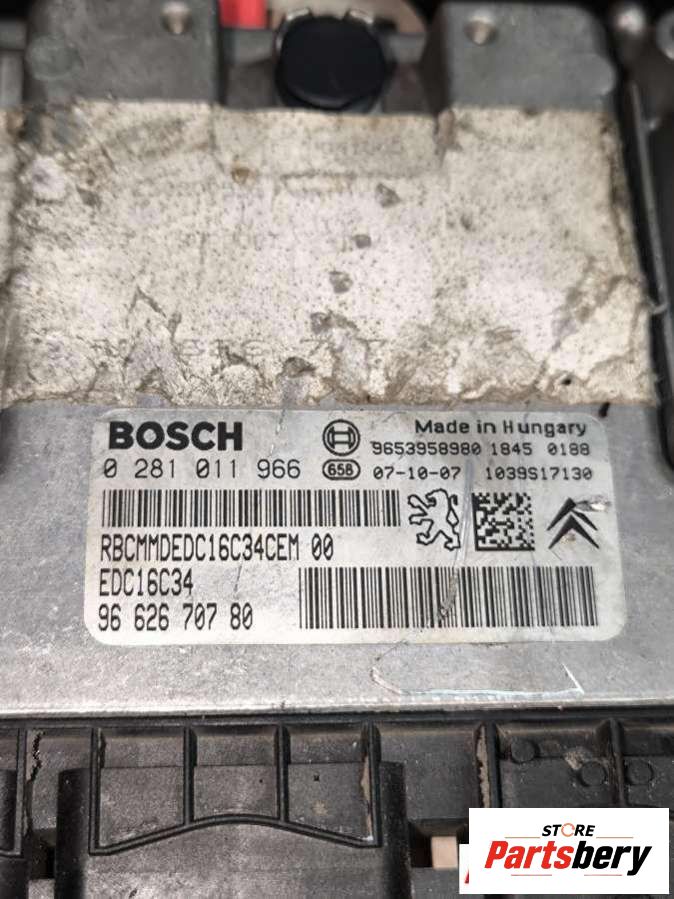 BOSCH
Made in Hungary
9653958980 1845 0188
0 281 011 966 658 07-10-07 1039S17130
RBCMMDEDC16C34CEM 00
EDC16C34
96 626 707 80
STORE
Partsbery